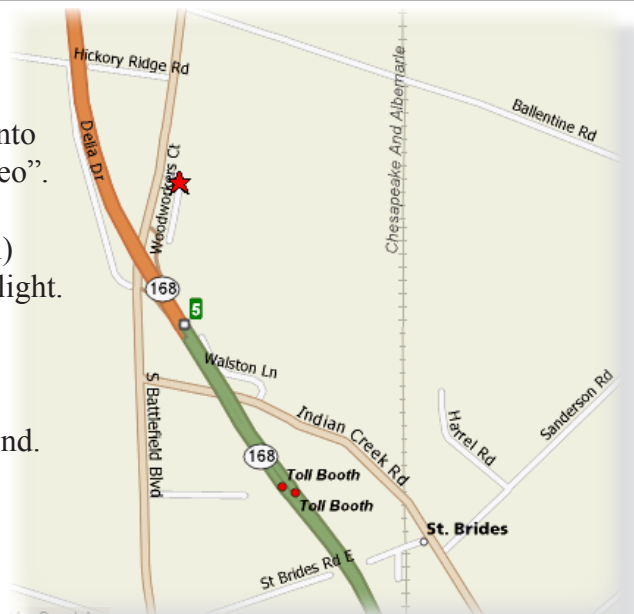 Hickory Ridge Rd
Ballentine Rd
nto
eo”.
Delia Dr
Woodworkers Ct
Chesapeake And Albemarle
)
light.
168
5
Walston Ln
S Battlefield Blvd
Indian Creek Rd
Harrel Rd
Sanderson Rd
nd.
168
Toll Booth
Toll Booth
St. Brides
St Brides Rd E